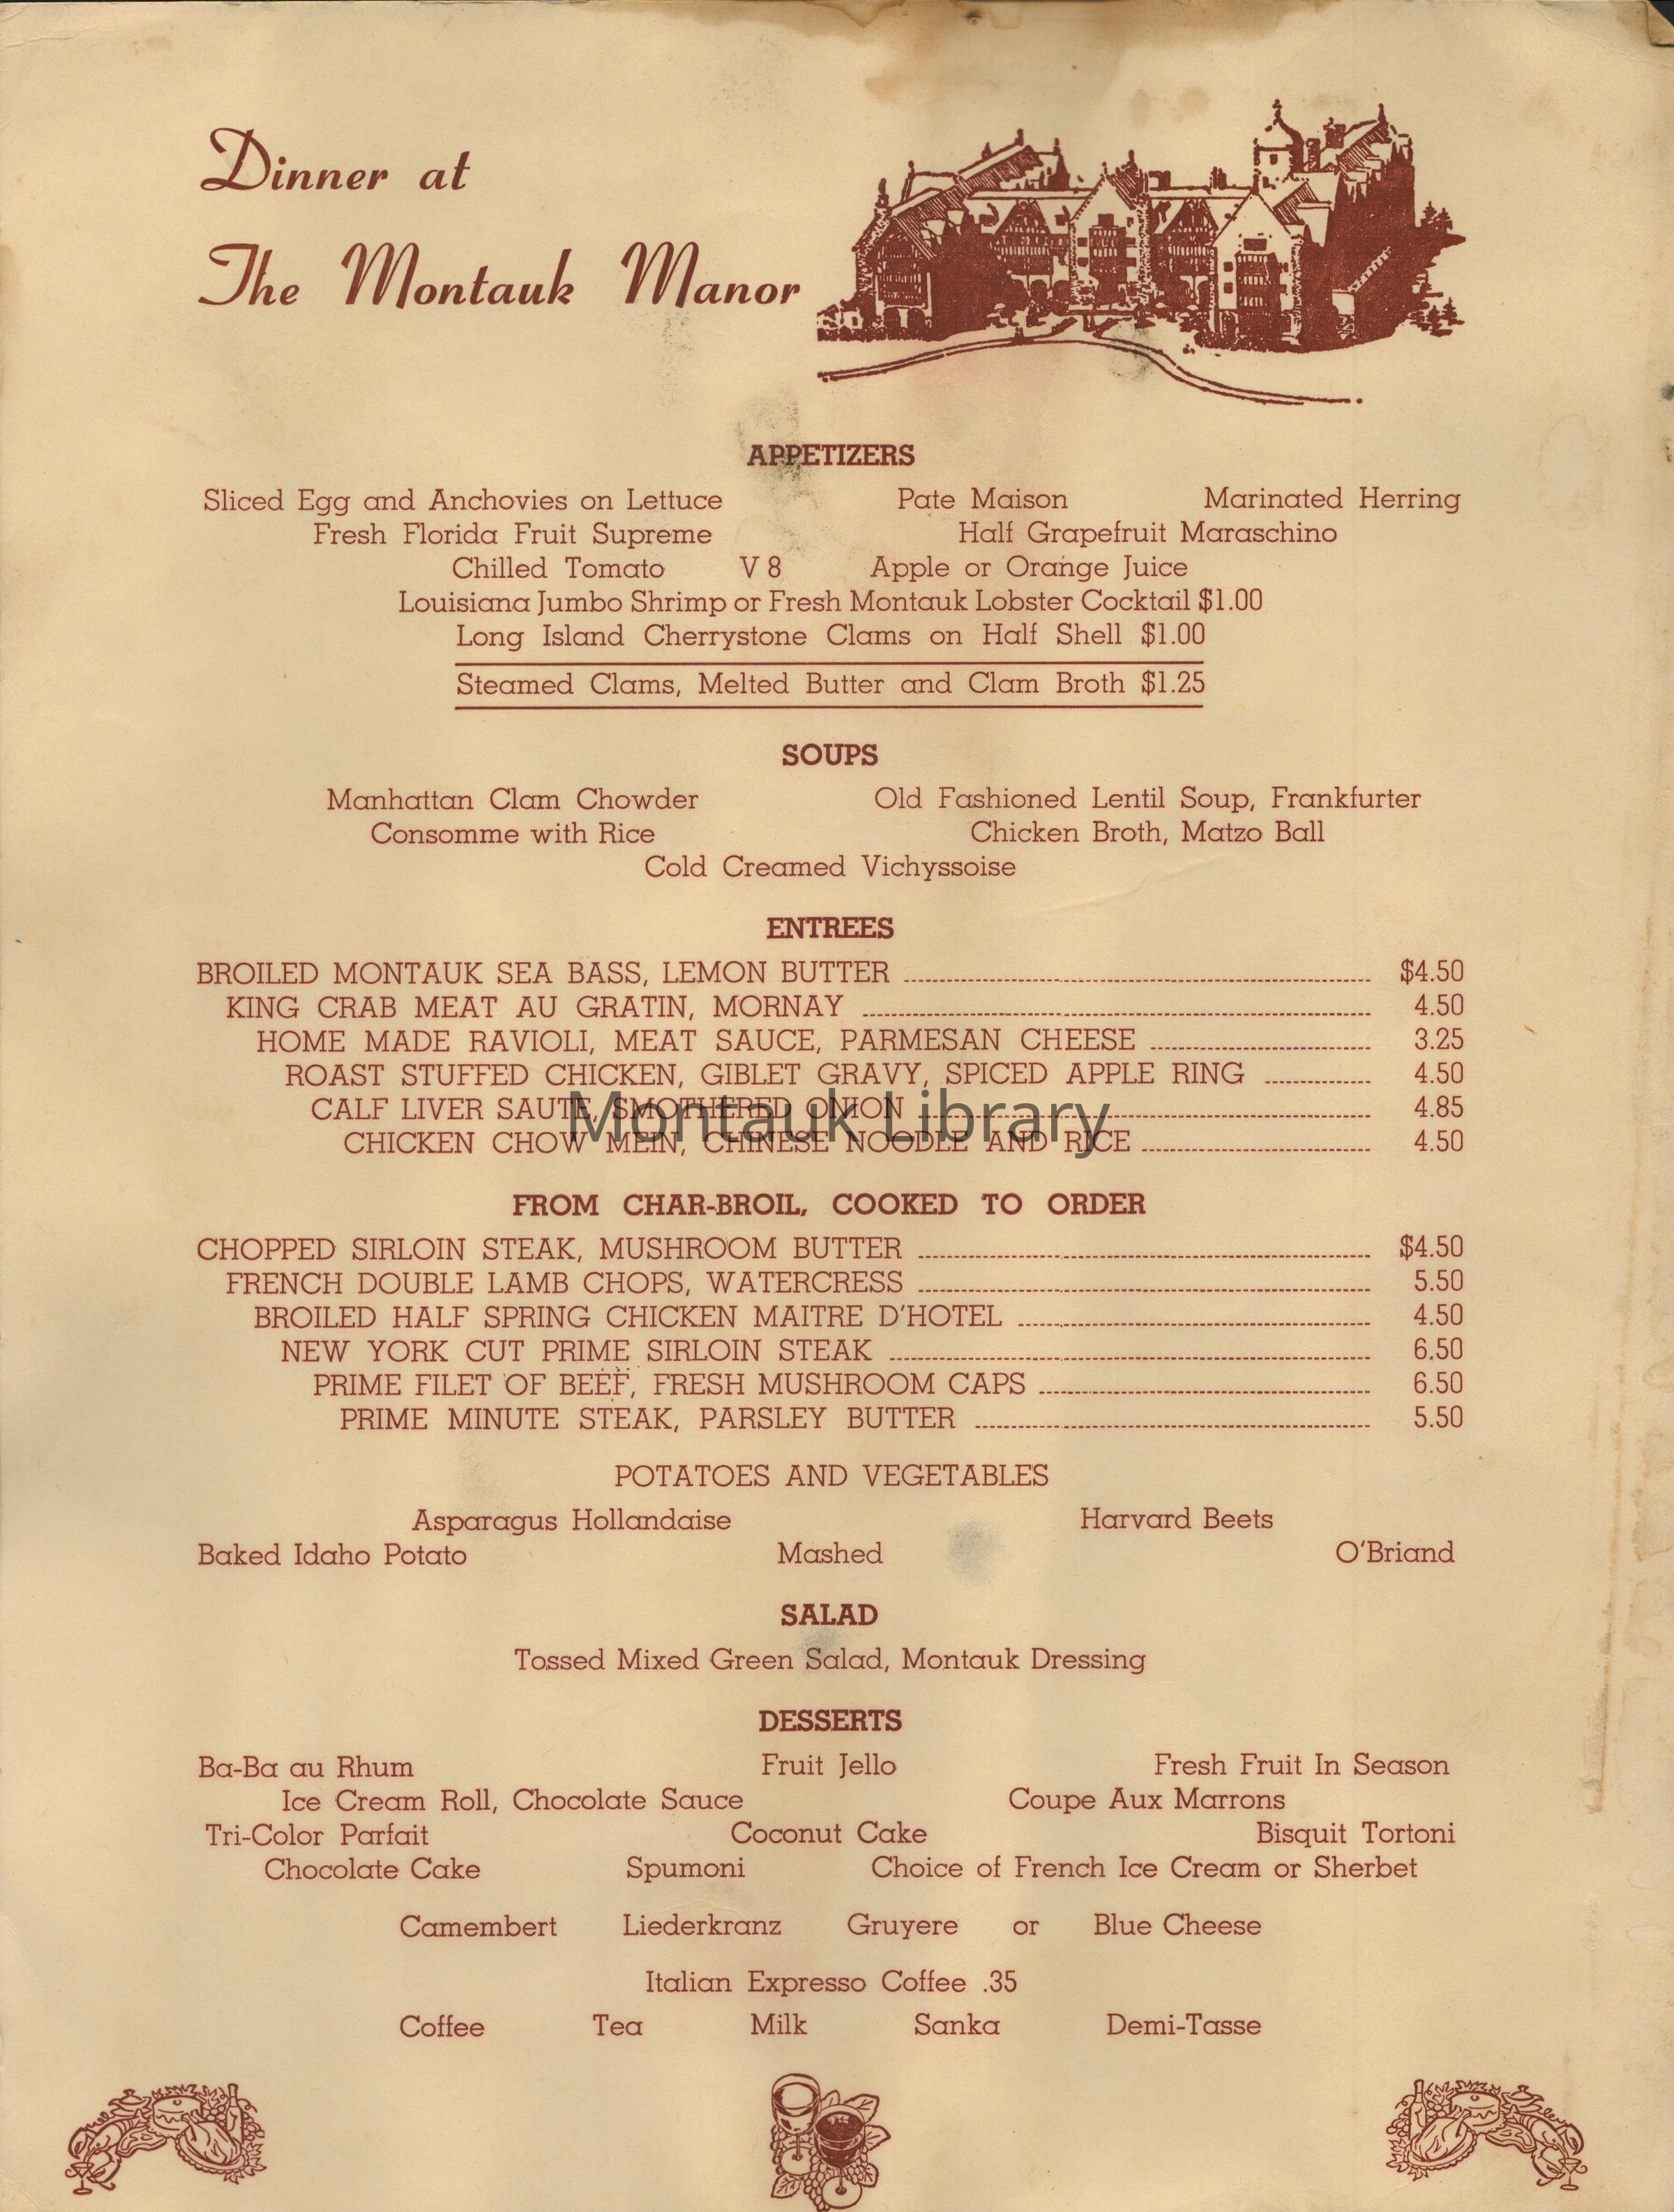 Dinner at
The Montauk Manor
APPETIZERS
Sliced Egg and Anchovies on Lettuce Pate Maison Marinated Herring
Fresh Florida Fruit Supreme Half Grapefruit Maraschino
Chilled Tomato V 8 Apple or Orange Juice
Louisiana Jumbo Shrimp or Fresh Montauk Lobster Cocktail $1.00
Long Island Cherrystone Clams on Half Shell $1.00
Steamed Clams, Melted Butter and Clam Broth $1.25
SOUPS
Manhattan Clam Chowder Old Fashioned Lentil Soup, Frankfurter
Consomme with Rice Chicken Broth, Matzo Ball
Cold Creamed Vichyssoise
ENTREES
BROILED MONTAUK SEA BASS, LEMON BUTTER $4.50
KING CRAB MEAT AU GRATIN, MORNAY 4.50
HOME MADE RAVIOLI, MEAT SAUCE, PARMESAN CHEESE 3.25
ROAST STUFFED CHICKEN, GIBLET GRAVY, SPICED APPLE RING 4.50
CALF LIVER SAUTE, SMOTHERED ONION 4.85
Montauk Library
CHICKEN CHOW MEIN, CHINESE NOODLE AND RICE 4.50
FROM CHAR-BROIL, COOKED TO ORDER
CHOPPED SIRLOIN STEAK, MUSHROOM BUTTER $4.50
FRENCH DOUBLE LAMB CHOPS, WATERCRESS 5.50
BROILED HALF SPRING CHICKEN MAITRE D'HOTEL 4.50
NEW YORK CUT PRIME SIRLOIN STEAK 6.50
PRIME FILET OF BEEF, FRESH MUSHROOM CAPS 6.50
PRIME MINUTE STEAK, PARSLEY BUTTER 5.50
POTATOES AND VEGETABLES
Asparagus Hollandaise Harvard Beets
Baked Idaho Potato Mashed O'Briand
SALAD
Tossed Mixed Green Salad, Montauk Dressing
DESSERTS
Ba-Ba au Rhum Fruit Jello Fresh Fruit In Season
Ice Cream Roll, Chocolate Sauce Coupe Aux Marrons
Tri-Color Parfait Coconut Cake Bisquit Tortoni
Chocolate Cake Spumoni Choice of French Ice Cream or Sherbet
Camembert Liederkranz Gruyere or Blue Cheese
Italian Expresso Coffee .35
Coffee Tea Milk Sanka Demi-Tasse